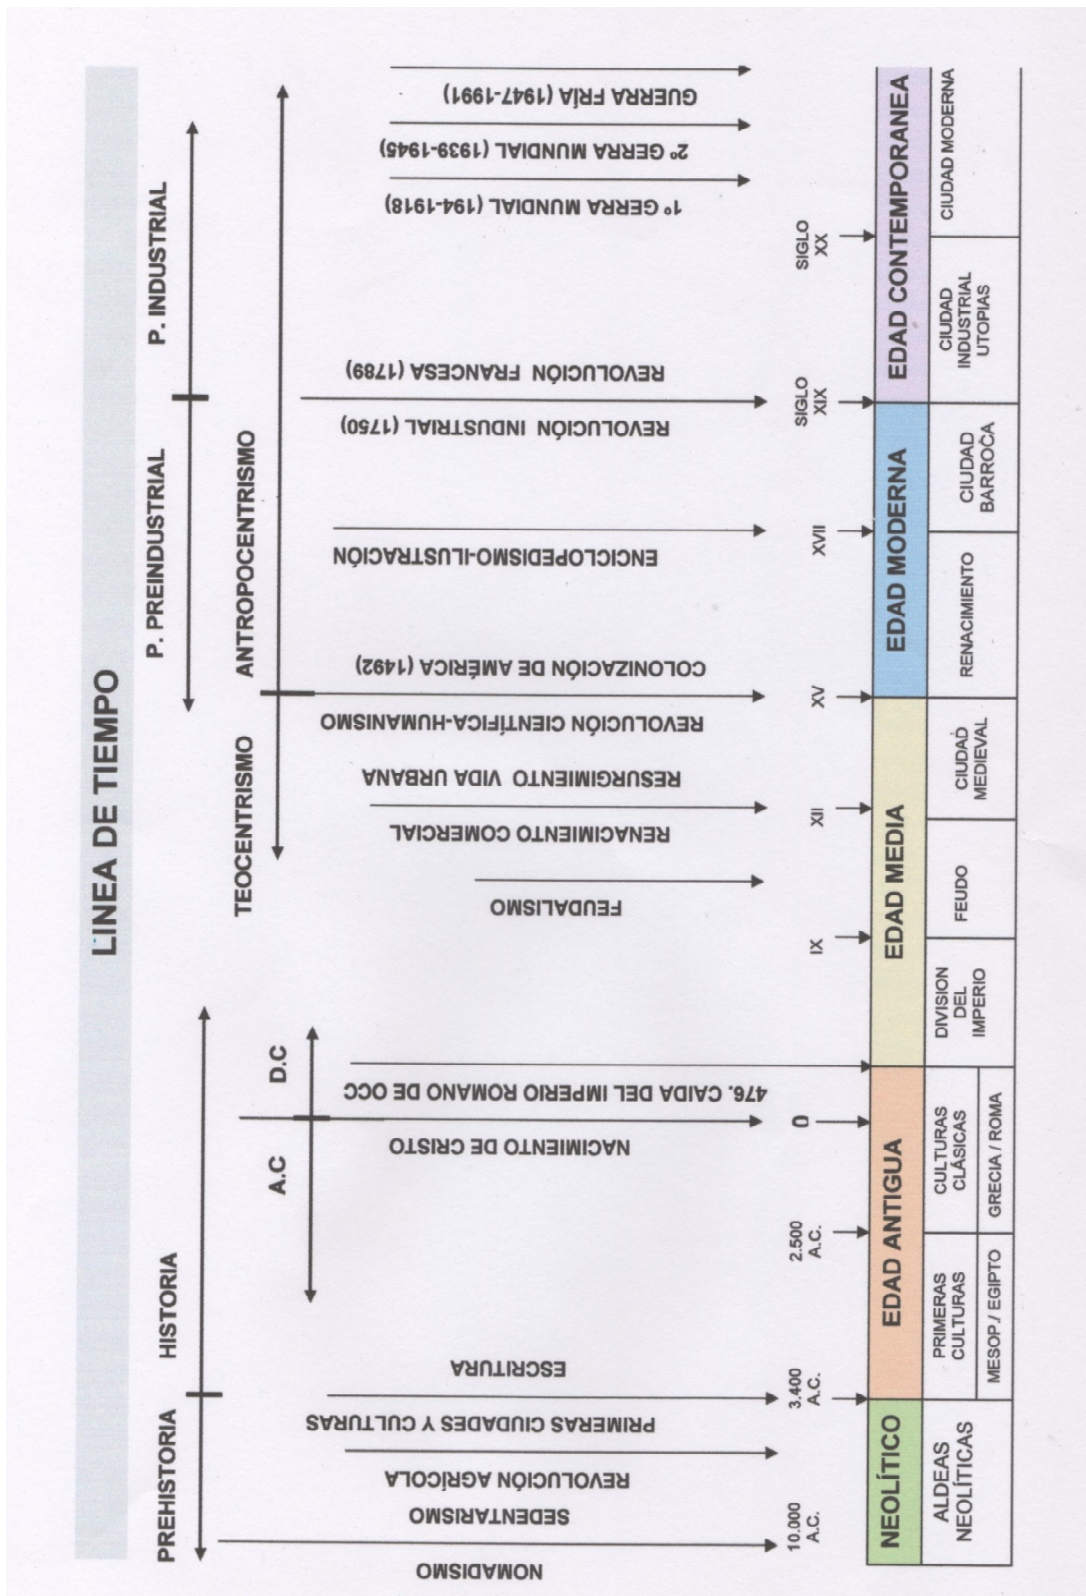 LINEA DE TIEMPO
PREHISTORIA
HISTORIA
P. PREINDUSTRIAL
P. INDUSTRIAL
A.C
D.C
TEOCENTRISMO
ANTROPOCENTRISMO
NOMADISMO
SEDENTARISMO
REVOLUCIÓN AGRÍCOLA
PRIMERAS CIUDADES Y CULTURAS
ESCRITURA
NACIMIENTO DE CRISTO
476. CAIDA DEL IMPERIO ROMANO DE OCC
FEUDALISMO
RENACIMIENTO COMERCIAL
RESURGIMIENTO VIDA URBANA
REVOLUCIÓN CIENTÍFICA-HUMANISMO
COLONIZACIÓN DE AMÉRICA (1492)
ENCICLOPEDISMO-ILUSTRACIÓN
REVOLUCIÓN INDUSTRIAL (1750)
REVOLUCIÓN FRANCESA (1789)
1º GERRA MUNDIAL (194-1918)
2º GERRA MUNDIAL (1939-1945)
GUERRA FRÍA (1947-1991)
10.000
A.C.
3.400
A.C.
2.500
A.C.
0
IX
XII
XV
XVII
SIGLO
XIX
SIGLO
XX
NEOLÍTICO
EDAD ANTIGUA
EDAD MEDIA
EDAD MODERNA
EDAD CONTEMPORANEA
ALDEAS
NEOLÍTICAS
PRIMERAS
CULTURAS
MESOP./ EGIPTO
CULTURAS
CLÁSICAS
GRECIA / ROMA
DIVISION
DEL
IMPERIO
FEUDO
CIUDAD
MEDIEVAL
RENACIMIENTO
CIUDAD
BARROCA
CIUDAD
INDUSTRIAL
UTOPIAS
CIUDAD MODERNA